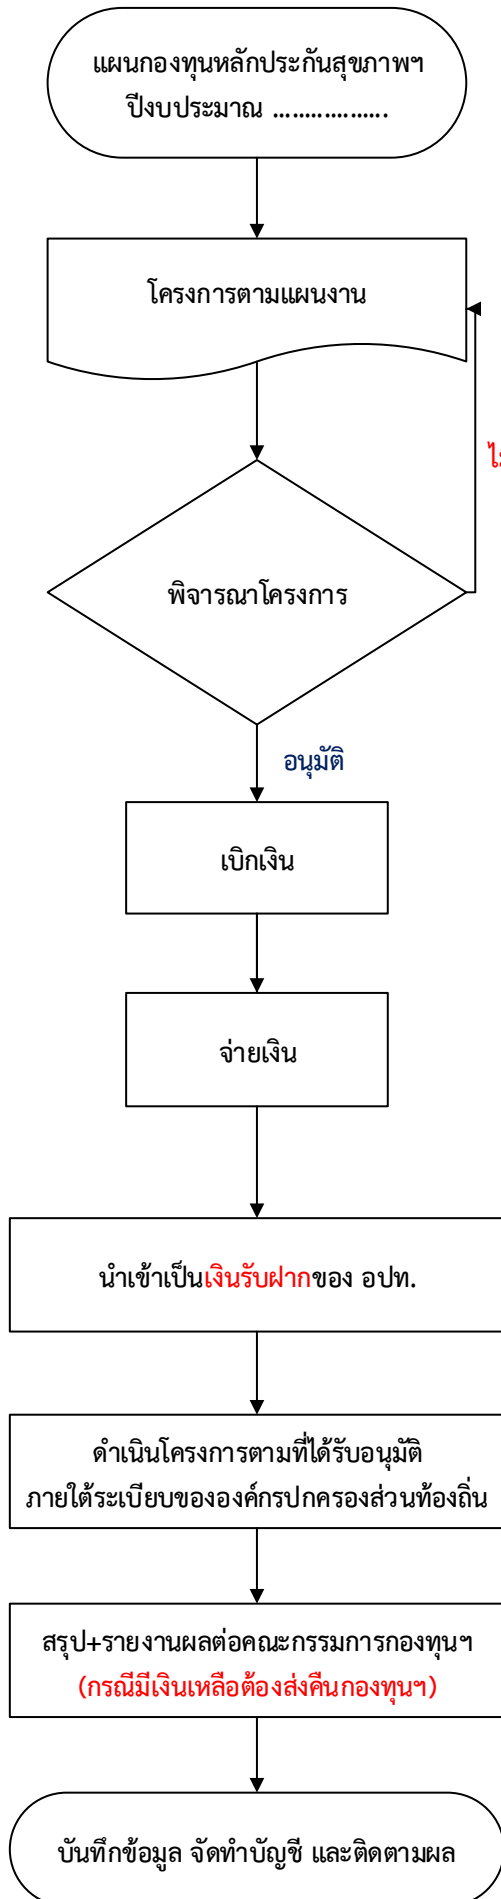 แผนกองทุนหลักประกันสุขภาพฯ
ปีงบประมาณ ...................
โครงการตามแผนงาน
พิจารณาโครงการ
อนุมัติ
เบิกเงิน
จ่ายเงิน
นำเข้าเป็นเงินรับฝากของ อปท.
ดำเนินโครงการตามที่ได้รับอนุมัติ
ภายใต้ระเบียบขององค์กรปกครองส่วนท้องถิ่น
สรุป+รายงานผลต่อคณะกรรมการกองทุนฯ
(กรณีมีเงินเหลือต้องส่งคืนกองทุนฯ)
บันทึกข้อมูล จัดทำบัญชี และติดตามผล